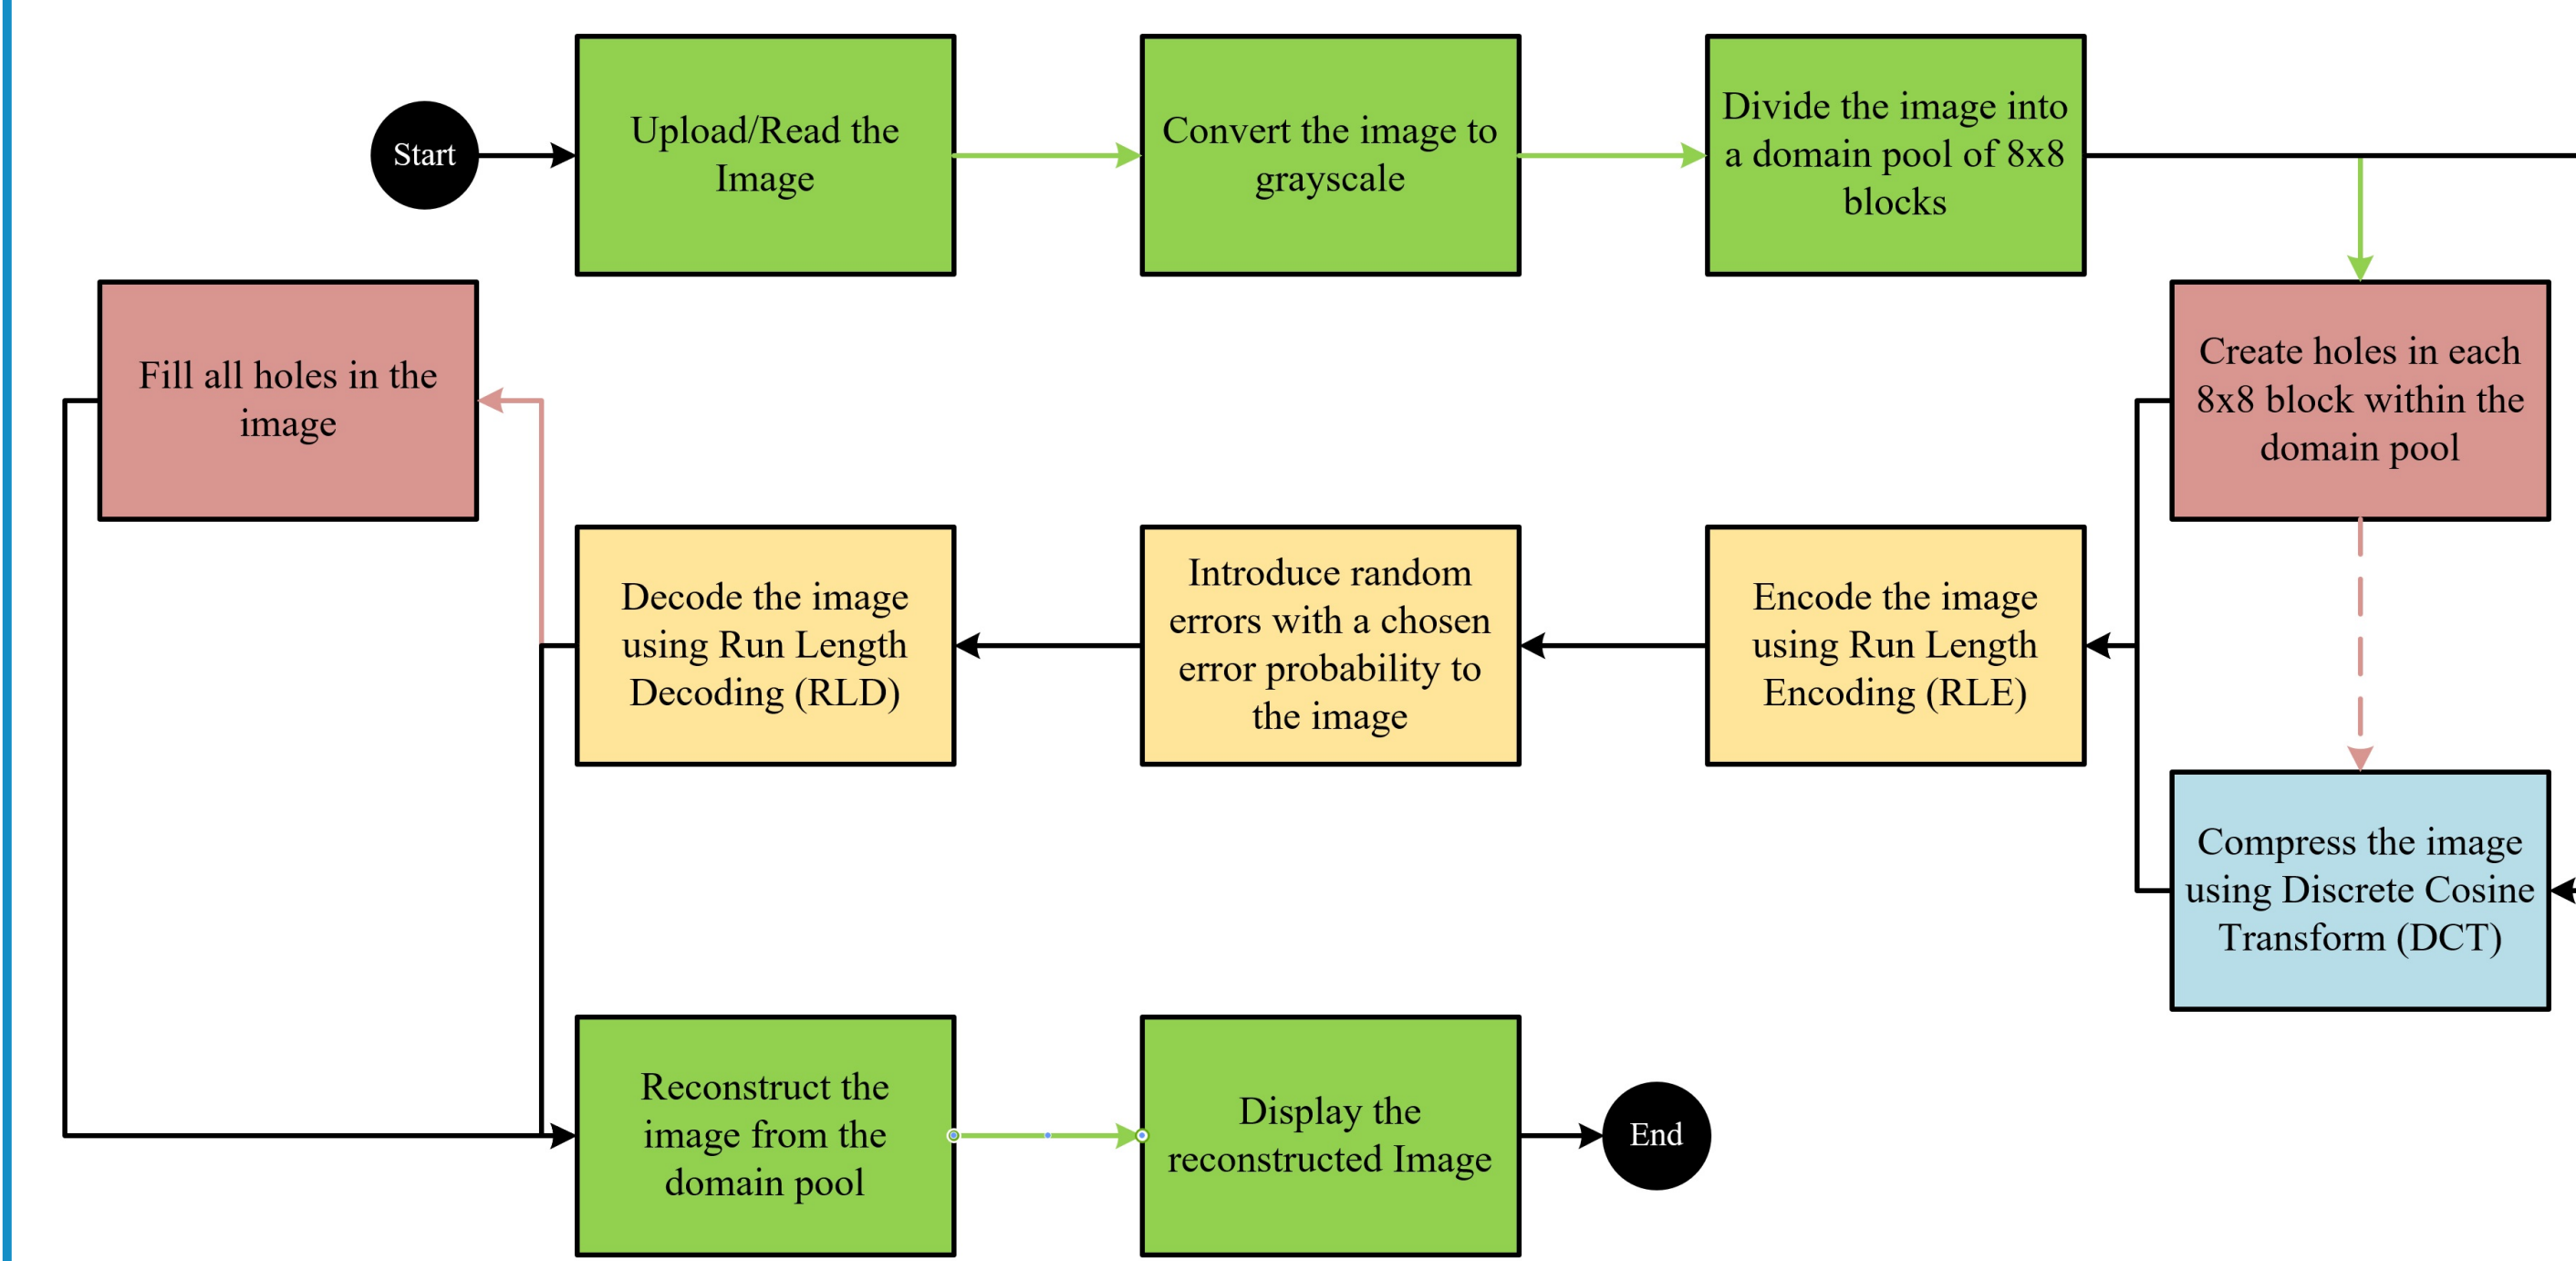 Start
Upload/Read the
Image
Convert the image to
grayscale
Divide the image into
a domain pool of 8x8
blocks
Fill all holes in the
image
Create holes in each
8x8 block within the
domain pool
Decode the image
using Run Length
Decoding (RLD)
Introduce random
errors with a chosen
error probability to
the image
Encode the image
using Run Length
Encoding (RLE)
Compress the image
using Discrete Cosine
Transform (DCT)
Reconstruct the
image from the
domain pool
Display the
reconstructed Image
End